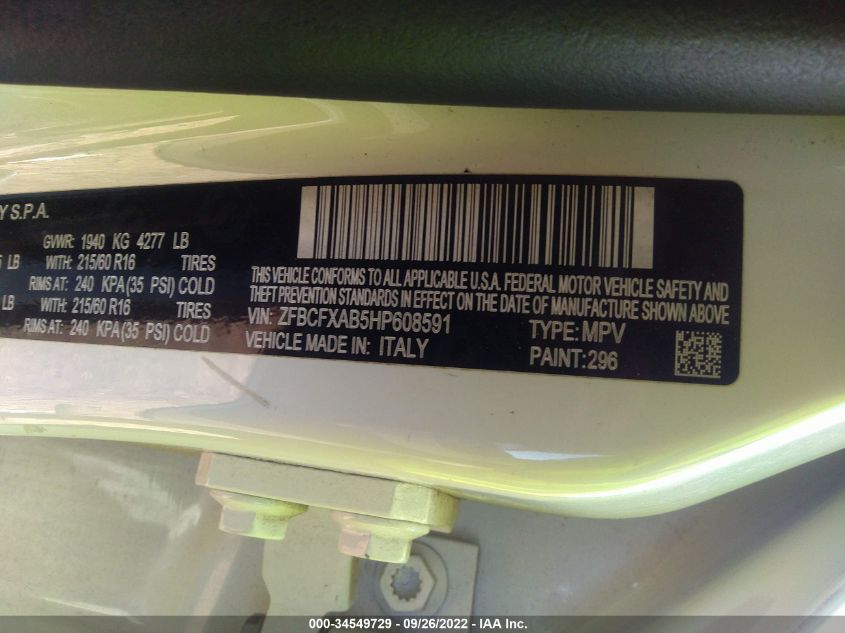 Y S.P.A.
GVWR: 1940 KG 4277 LB
LB WITH: 215/60 R16 TIRES
RIMS AT: 240 KPA(35 PSI) COLD
LB WITH: 215/60 R16 TIRES
RIMS AT: 240 KPA(35 PSI) COLD
THIS VEHICLE CONFORMS TO ALL APPLICABLE U.S.A. FEDERAL MOTOR VEHICLE SAFETY AND
THEFT PREVENTION STANDARDS IN EFFECT ON THE DATE OF MANUFACTURE SHOWN ABOVE
VIN: ZFBCFXAB5HP608591 TYPE: MPV
VEHICLE MADE IN: ITALY PAINT:296
000-34549729 - 09/26/2022 - IAA Inc.